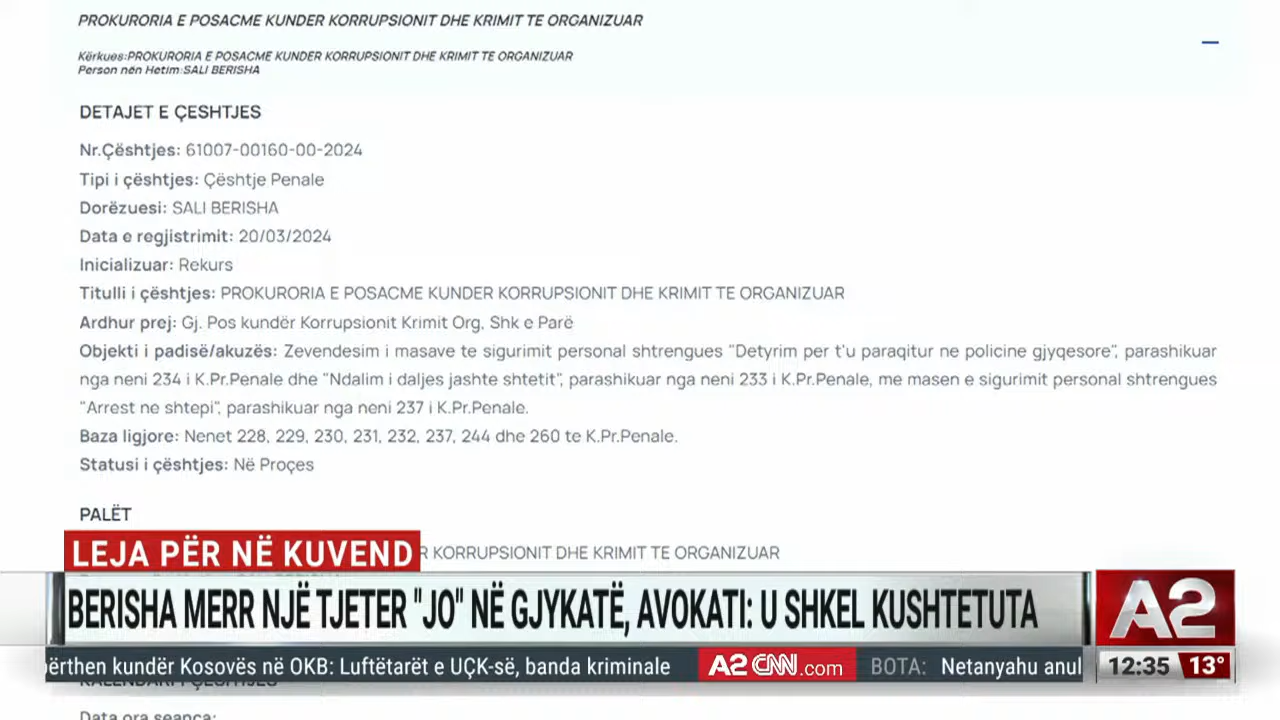 PROKURORIA E POSACME KUNDER KORRUPSIONIT DHE KRIMIT TE ORGANIZUAR
Kërkues:PROKURORIA E POSACME KUNDER KORRUPSIONIT DHE KRIMIT TE ORGANIZUAR
Person nën Hetim:SALI BERISHA
DETAJET E ÇESHTJES
Nr.Çështjes: 61007-00160-00-2024
Tipi i çështjes: Çështje Penale
Dorëzuesi: SALI BERISHA
Data e regjistrimit: 20/03/2024
Inicializuar: Rekurs
Titulli i çështjes: PROKURORIA E POSACME KUNDER KORRUPSIONIT DHE KRIMIT TE ORGANIZUAR
Ardhur prej: Gj. Pos kundër Korrupsionit Krimit Org, Shk e Parë
Objekti i padisë/akuzës: Zevendesim i masave te sigurimit personal shtrengues "Detyrim per t'u paraqitur ne policine gjyqesore", parashikuar
nga neni 234 i K.Pr.Penale dhe "Ndalim i daljes jashte shtetit", parashikuar nga neni 233 i K.Pr.Penale, me masen e sigurimit personal shtrengues
"Arrest ne shtepi", parashikuar nga neni 237 i K.Pr.Penale.
Baza ligjore: Nenet 228, 229, 230, 231, 232, 237, 244 dhe 260 te K.Pr.Penale.
Statusi i çështjes: Në Proçes
PALËT
LEJA PËR NË KUVEND
R KORRUPSIONIT DHE KRIMIT TE ORGANIZUAR
BERISHA MERR NJË TJETER "JO" NË GJYKATË, AVOKATI: U SHKEL KUSHTETUTA
A2
ërthen kundër Kosovës në OKB: Luftëtarët e UÇK-së, banda kriminale
A2 CNN.com
BOTA: Netanyahu anul
12:35 13°
KALENDARI I ÇESHTJES
Data ora seanca: